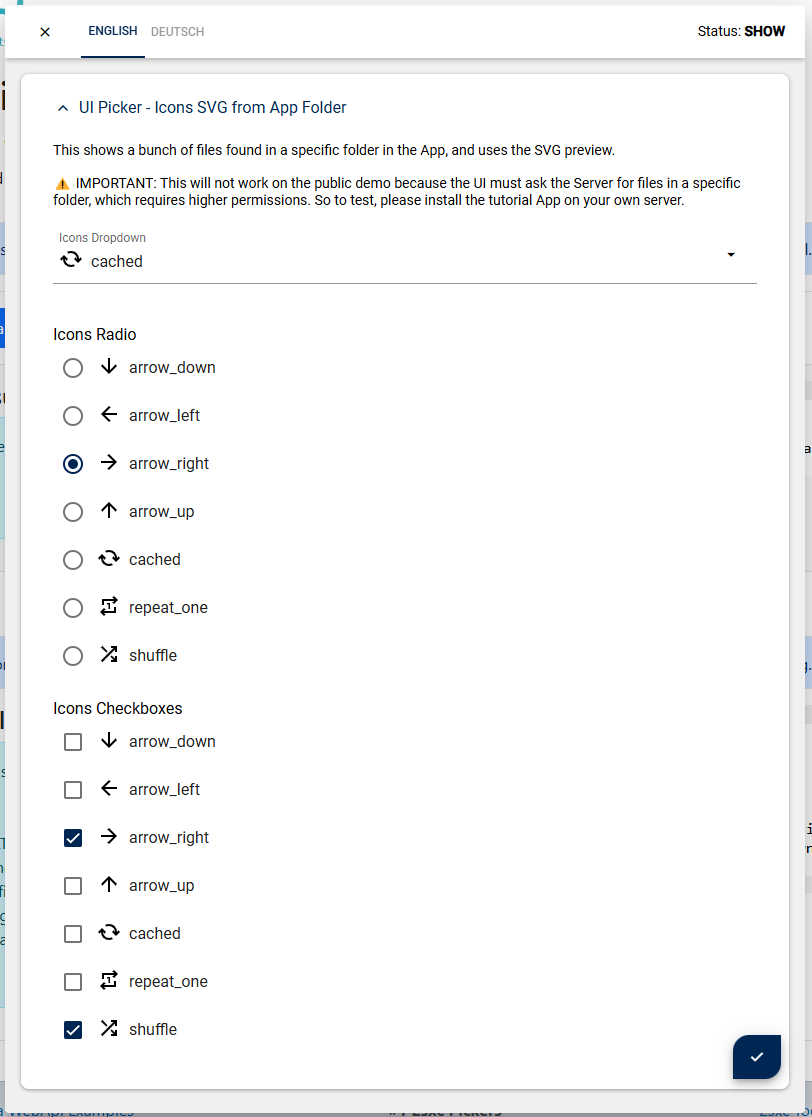 ENGLISH DEUTSCH Status: SHOW
UI Picker - Icons SVG from App Folder
This shows a bunch of files found in a specific folder in the App, and uses the SVG preview.
IMPORTANT: This will not work on the public demo because the UI must ask the Server for files in a specific
folder, which requires higher permissions. So to test, please install the tutorial App on your own server.
Icons Dropdown
cached
Icons Radio
arrow_down
arrow_left
arrow_right
arrow_up
cached
repeat_one
shuffle
Icons Checkboxes
arrow_down
arrow_left
arrow_right
arrow_up
cached
repeat_one
shuffle